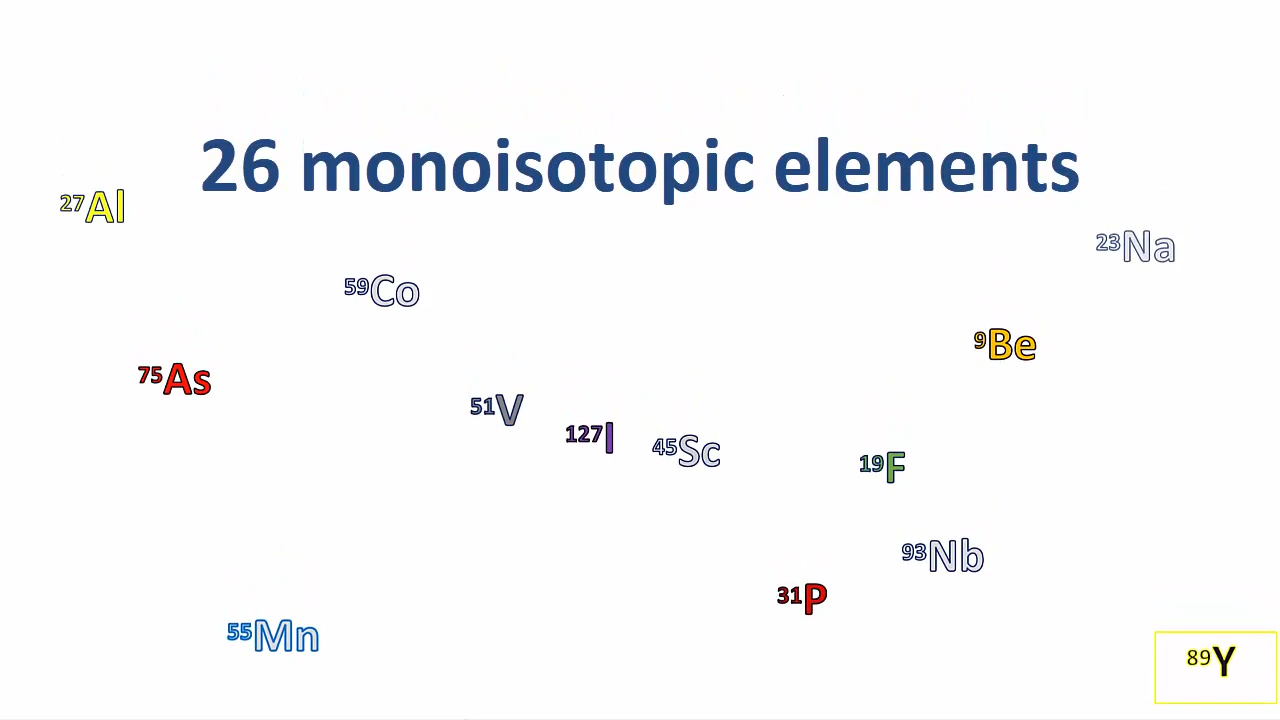 26 monoisotopic elements
²⁷Al
²³Na
⁵⁹Co
⁹Be
⁷⁵As
⁵¹V
¹²⁷I
⁴⁵Sc
¹⁹F
⁹³Nb
³¹P
⁵⁵Mn
⁸⁹Y